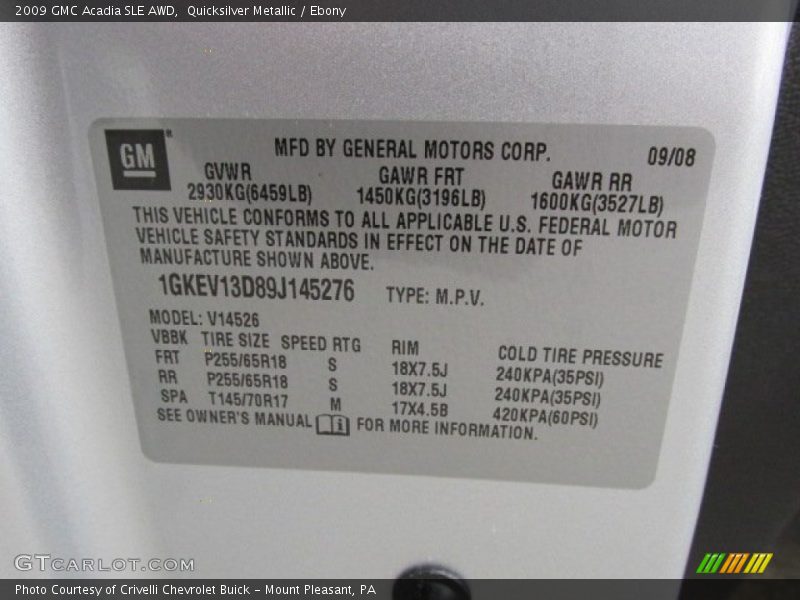 2009 GMC Acadia SLE AWD, Quicksilver Metallic / Ebony
GM®
MFD BY GENERAL MOTORS CORP. 09/08
GVWR GAWR FRT GAWR RR
2930KG(6459LB) 1450KG(3196LB) 1600KG(3527LB)
THIS VEHICLE CONFORMS TO ALL APPLICABLE U.S. FEDERAL MOTOR
VEHICLE SAFETY STANDARDS IN EFFECT ON THE DATE OF
MANUFACTURE SHOWN ABOVE.
1GKEV13D89J145276 TYPE: M.P.V.
MODEL: V14526
VBBK TIRE SIZE SPEED RTG RIM COLD TIRE PRESSURE
FRT P255/65R18 S 18X7.5J 240KPA(35PSI)
RR P255/65R18 S 18X7.5J 240KPA(35PSI)
SPA T145/70R17 M 17X4.5B 420KPA(60PSI)
SEE OWNER'S MANUAL i FOR MORE INFORMATION.
GTCARLOT.COM
Photo Courtesy of Crivelli Chevrolet Buick - Mount Pleasant, PA